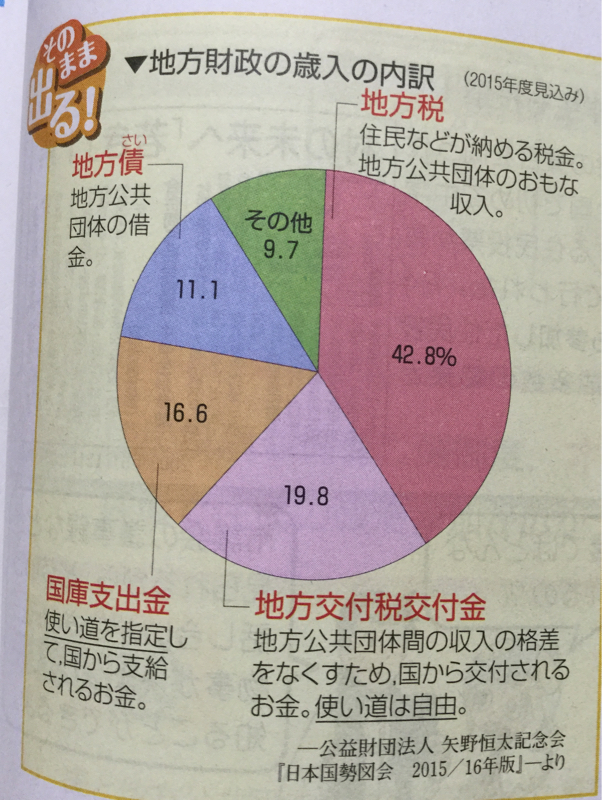 そのまま
出る!
▼地方財政の歳入の内訳
(2015年度見込み)
地方税
住民などが納める税金。
地方公共団体のおもな
収入。
さい
地方債
地方公共
団体の借
金。
その他
9.7
11.1
42.8%
16.6
19.8
国庫支出金
使い道を指定し
て,国から支給
されるお金。
地方交付税交付金
地方公共団体間の収入の格差
をなくすため,国から交付される
お金。使い道は自由。
―公益財団法人 矢野恒太記念会
『日本国勢図会 2015/16年版』―より